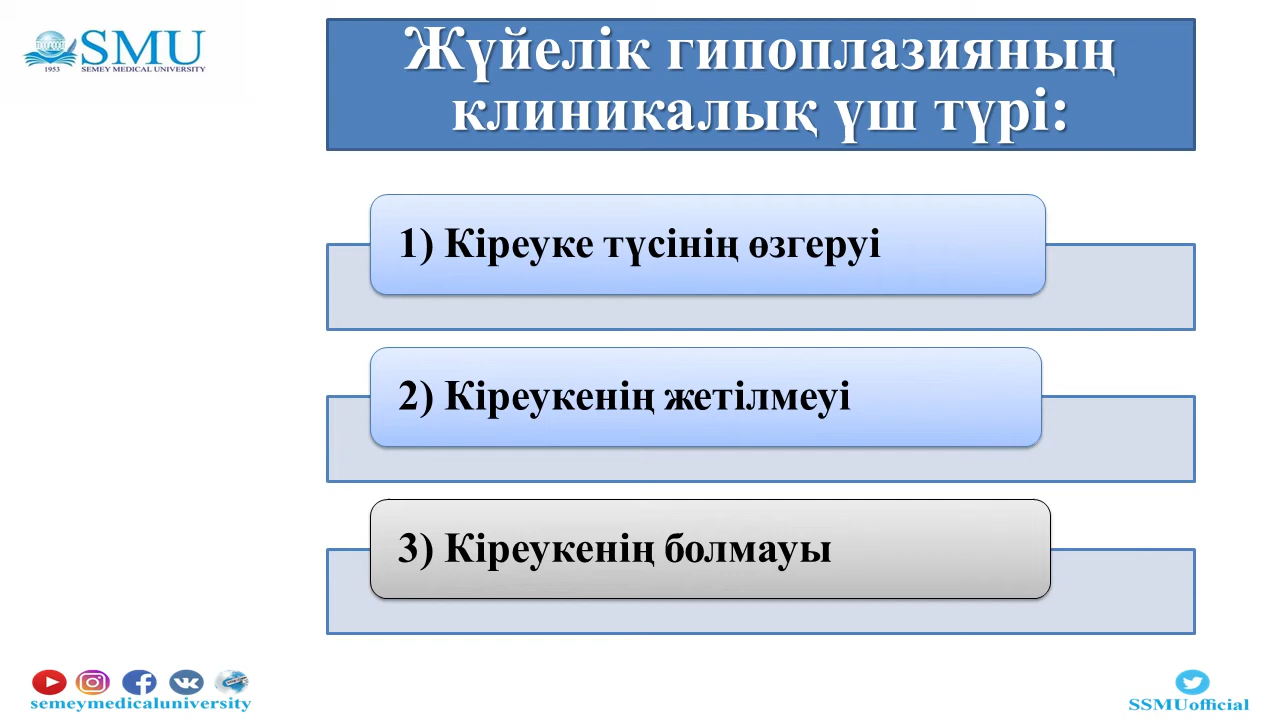 SMU
1953 SEMEY MEDICAL UNIVERSITY
Жүйелік гипоплазияның
клиникалық үш түрі:
1) Кіреуке түсінің өзгеруі
2) Кіреукенің жетілмеуі
3) Кіреукенің болмауы
semeymedicaluniversity
SSMUofficial